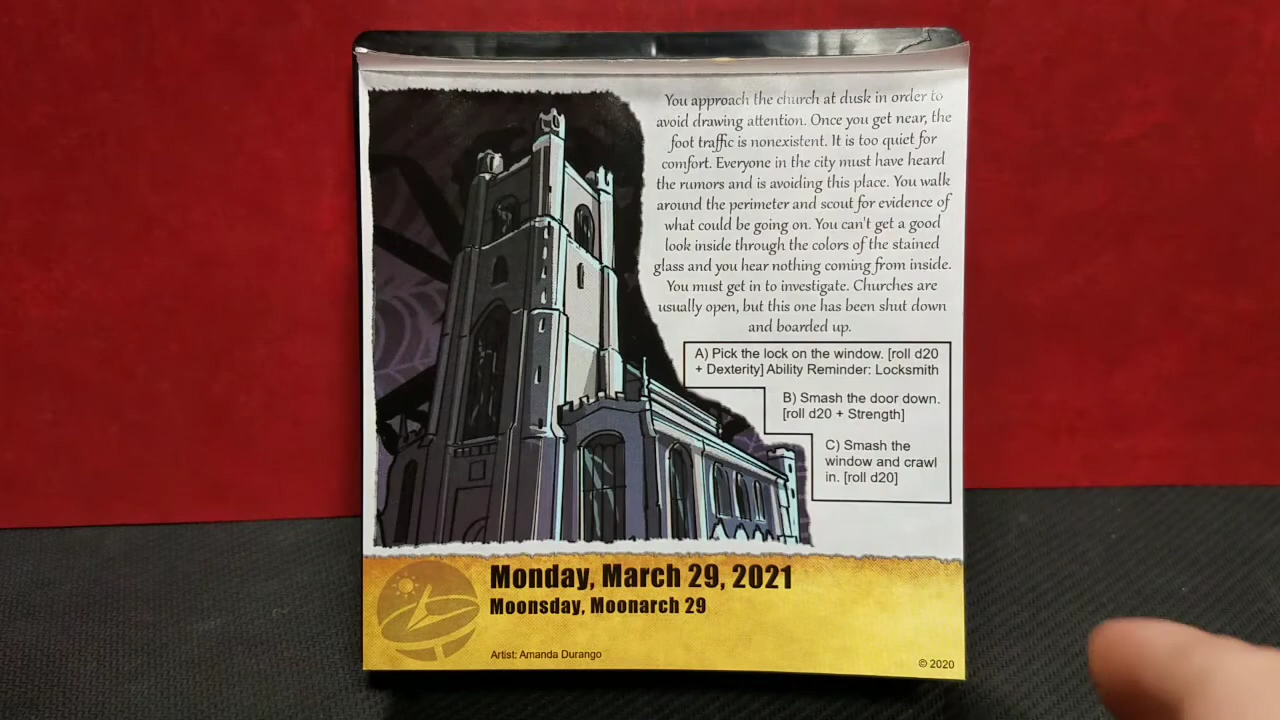 You approach the church at dusk in order to
avoid drawing attention. Once you get near, the
foot traffic is nonexistent. It is too quiet for
comfort. Everyone in the city must have heard
the rumors and is avoiding this place. You walk
around the perimeter and scout for evidence of
what could be going on. You can't get a good
look inside through the colors of the stained
glass and you hear nothing coming from inside.
You must get in to investigate. Churches are
usually open, but this one has been shut down
and boarded up.
A) Pick the lock on the window. [roll d20
+ Dexterity] Ability Reminder: Locksmith
B) Smash the door down.
[roll d20 + Strength]
C) Smash the
window and crawl
in. [roll d20]
Monday, March 29, 2021
Moonsday, Moonarch 29
Artist: Amanda Durango
© 2020